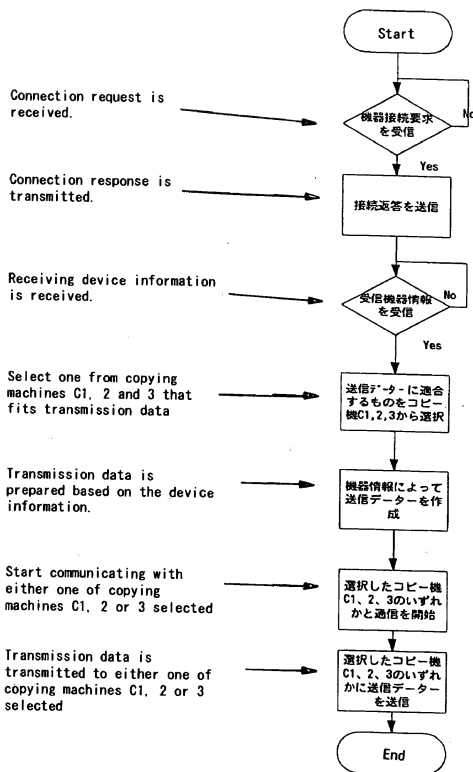 Start
Connection request is
received.
機器接続要求
を受信
No
Yes
Connection response is
transmitted.
接続返答を送信
Receiving device information
is received.
受信機器情報
を受信
No
Yes
Select one from copying
machines C1, 2 and 3 that
fits transmission data
送信データーに適合
するものをコピー
機C1,2,3から選択
Transmission data is
prepared based on the device
information.
機器情報によって
送信データーを作
成
Start communicating with
either one of copying
machines C1, 2 or 3 selected
選択したコピー機
C1、2、3のいずれ
かと通信を開始
Transmission data is
transmitted to either one of
copying machines C1, 2 or 3
selected
選択したコピー機
C1、2、3のいずれ
かに送信データー
を送信
End